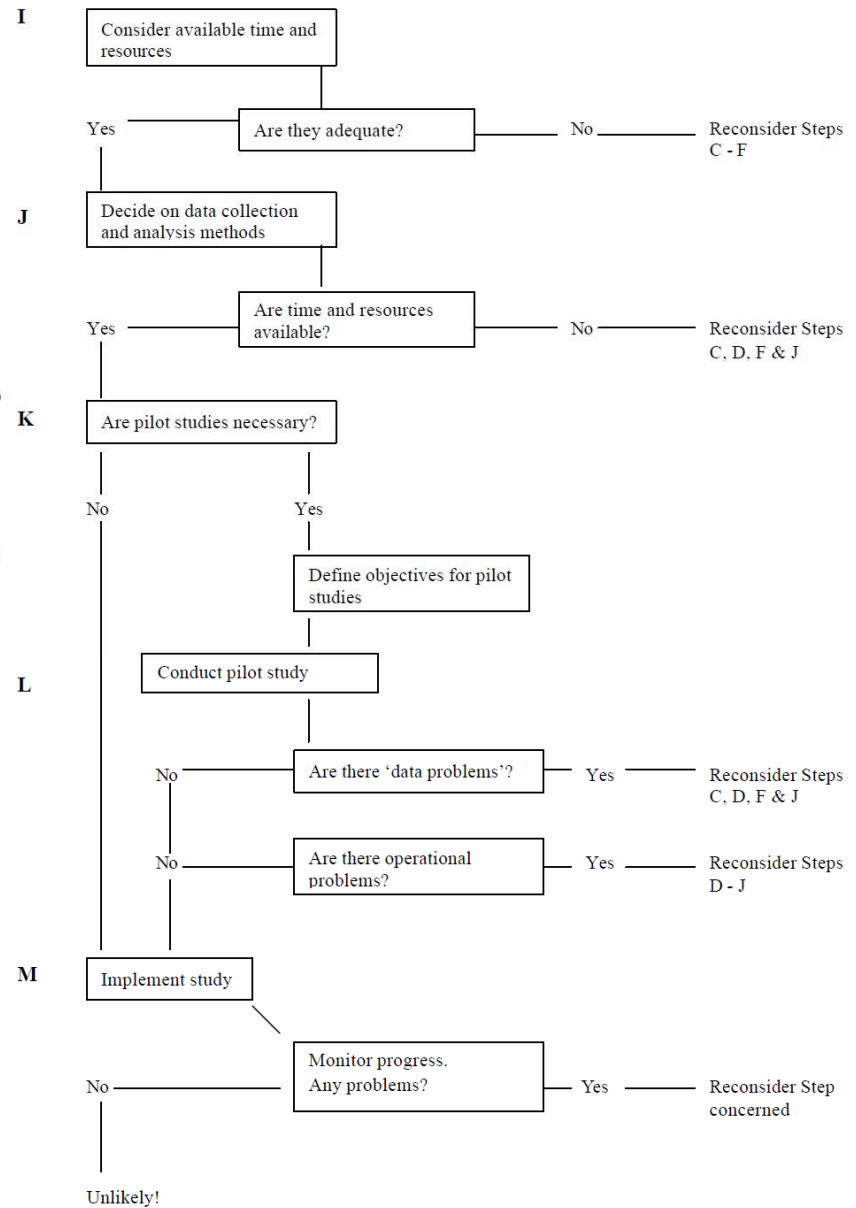 I
Consider available time and
resources
Yes
Are they adequate?
No
Reconsider Steps
C - F
J
Decide on data collection
and analysis methods
Yes
Are time and resources
available?
No
Reconsider Steps
C, D, F & J
K
Are pilot studies necessary?
No
Yes
Define objectives for pilot
studies
L
Conduct pilot study
No
Are there ‘data problems’?
Yes
Reconsider Steps
C, D, F & J
No
Are there operational
problems?
Yes
Reconsider Steps
D - J
M
Implement study
Monitor progress.
Any problems?
No
Yes
Reconsider Step
concerned
Unlikely!